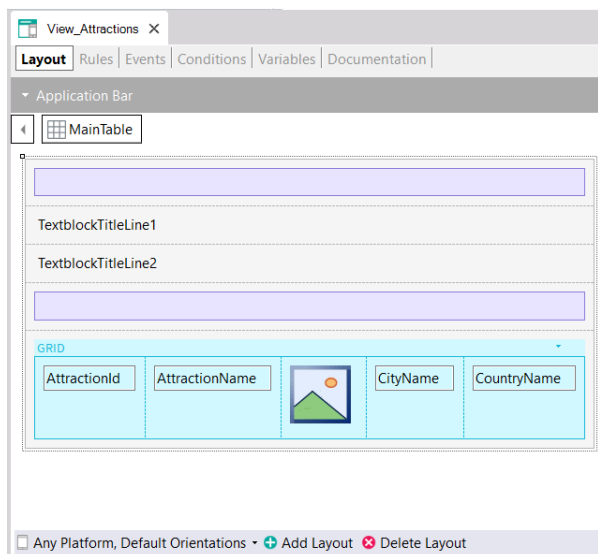 View_Attractions
Layout Rules Events Conditions Variables Documentation
Application Bar
MainTable
TextblockTitleLine1
TextblockTitleLine2
GRID
AttractionId AttractionName CityName CountryName
Any Platform, Default Orientations Add Layout Delete Layout